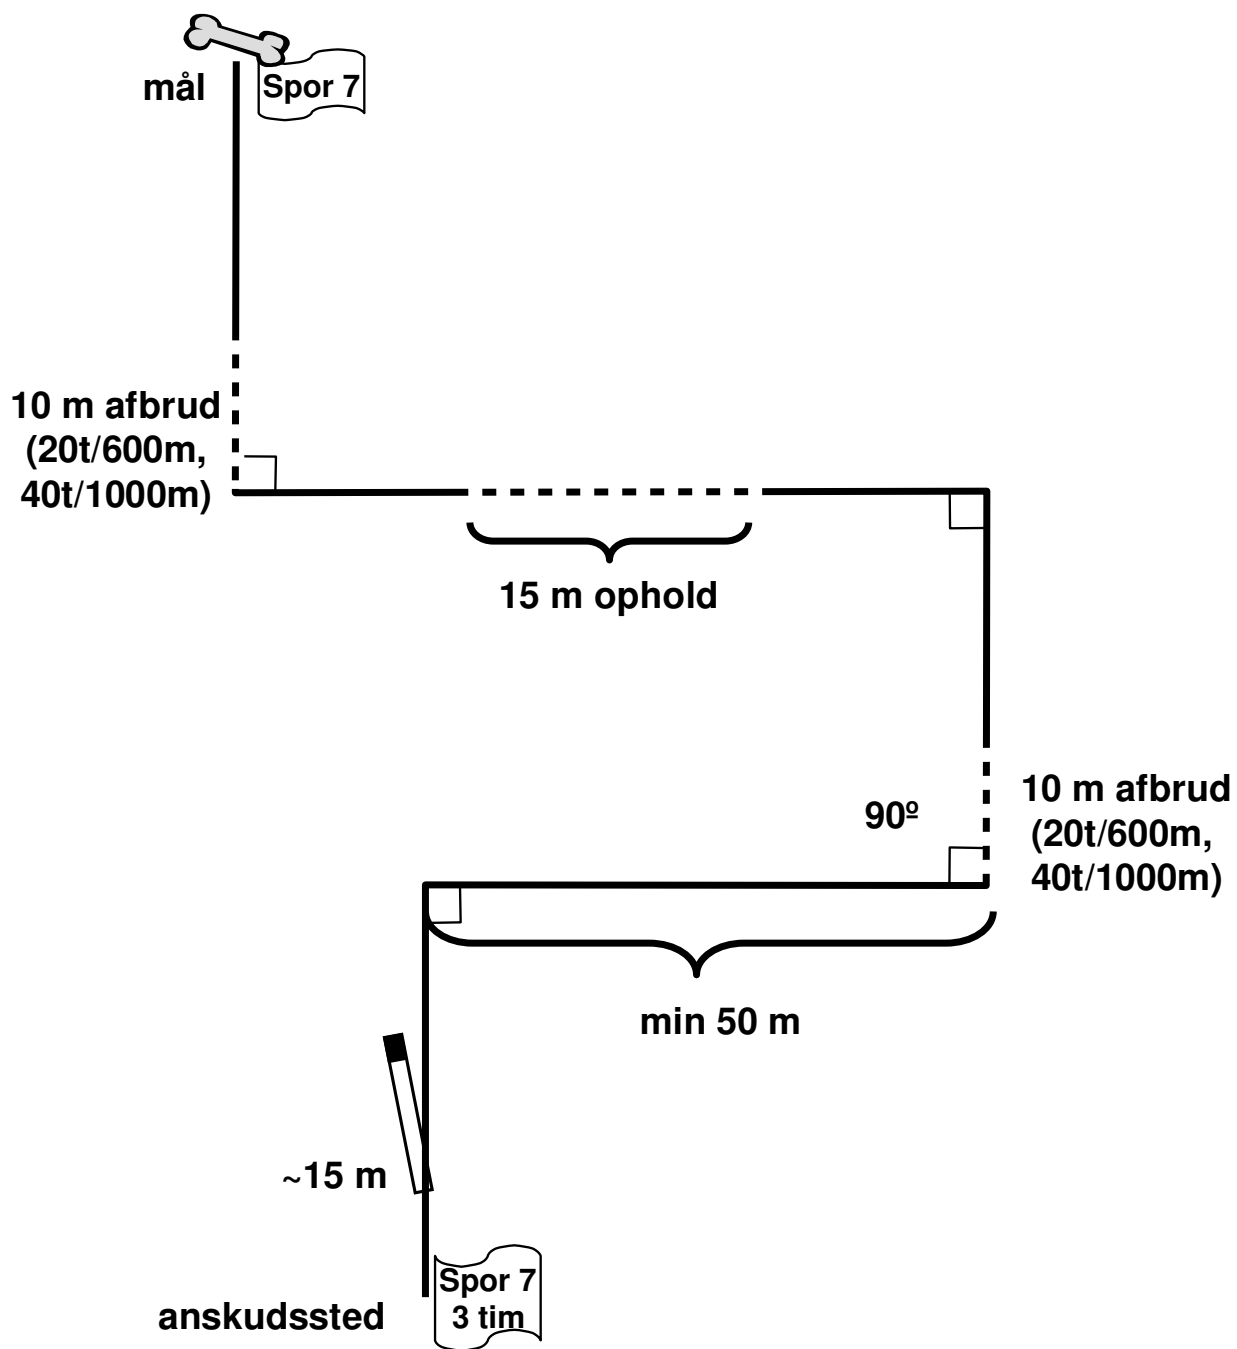 Spor 7
mål
10 m afbrud
(20t/600m,
40t/1000m)
15 m ophold
10 m afbrud
(20t/600m,
40t/1000m)
90º
min 50 m
~15 m
Spor 7
3 tim
anskudssted